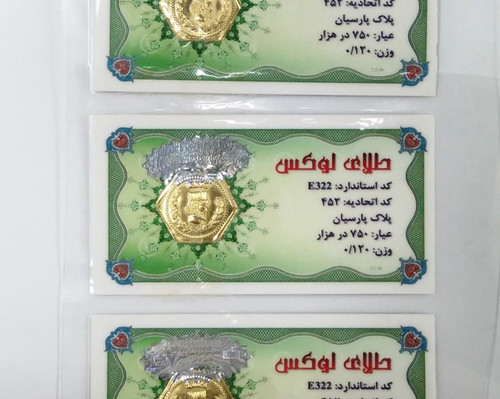 کد اتحادیه: ۴۵۲
پلاک پارسیان
عیار: ۷۵۰ در هزار
وزن: ۰/۱۲۰
طلای لوکس
کد استاندارد: E322
کد اتحادیه: ۴۵۲
پلاک پارسیان
عیار: ۷۵۰ در هزار
وزن: ۰/۱۲۰
طلای لوکس
کد استاندارد: E322